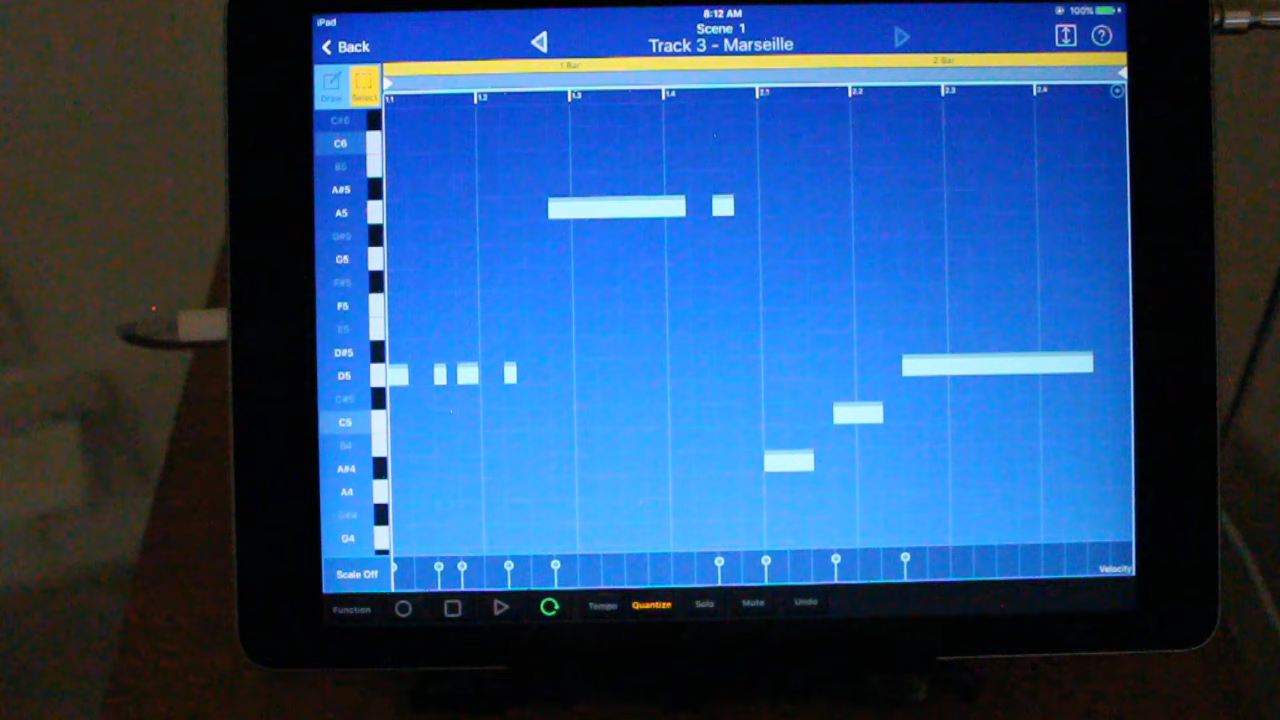 iPad
8:12 AM
100%
Back
Scene 1
Track 3 - Marseille
?
1 Bar
2 Bar
Draw
Select
1.1
1.2
1.3
1.4
2.1
2.2
2.3
2.4
C#6
C6
B5
A#5
A5
G#5
G5
F#5
F5
E5
D#5
D5
C#5
C5
B4
A#4
A4
G#4
G4
Scale Off
Velocity
Function
Tempo
Quantize
Solo
Mute
Undo